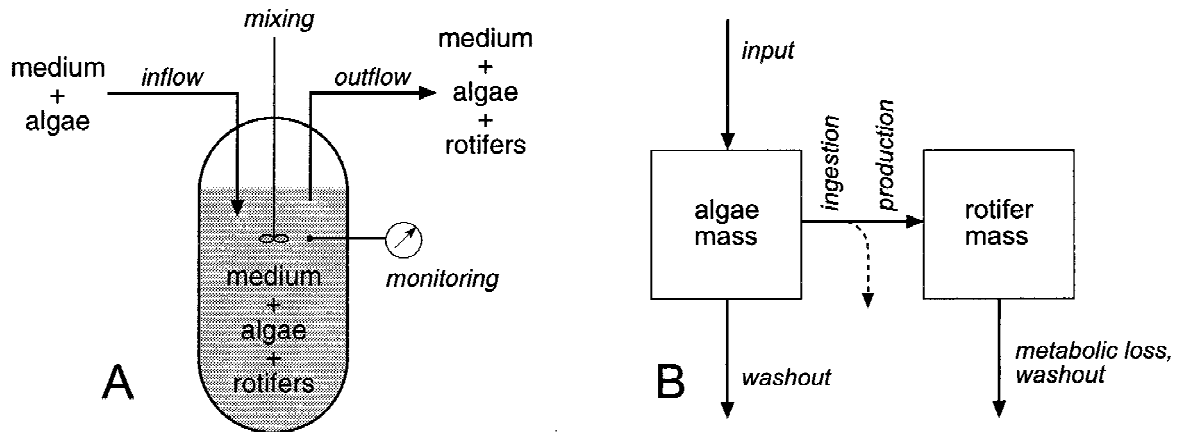 mixing
medium
+
algae
inflow
outflow
medium
+
algae
+
rotifers
monitoring
medium
+
algae
+
rotifers
A
input
ingestion
production
algae
mass
rotifer
mass
washout
metabolic loss,
washout
B